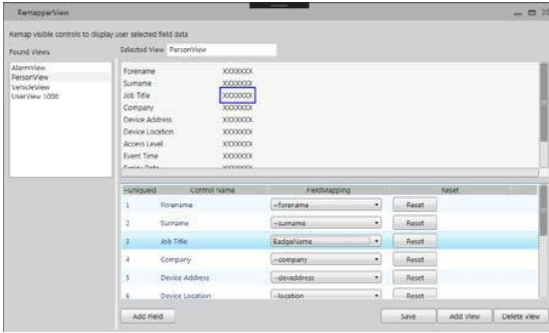 RemapperView
Remap visible controls to display user selected field data
Found Views
Selected View PersonView
AlarmView
PersonView
VehicleView
UserView 1000
Forename XXXXXXX
Surname XXXXXXX
Job Title XXXXXXX
Company XXXXXXX
Device Address XXXXXXX
Device Location XXXXXXX
Access Level XXXXXXX
Event Time XXXXXXX
Expiry Date XXXXXXX
~uniqueid Control Name FieldMapping Reset
1 Forename ~forename Reset
2 Surname ~surname Reset
3 Job Title BadgeName Reset
4 Company ~company Reset
5 Device Address ~devaddress Reset
6 Device Location ~location Reset
Add Field Save Add View Delete View